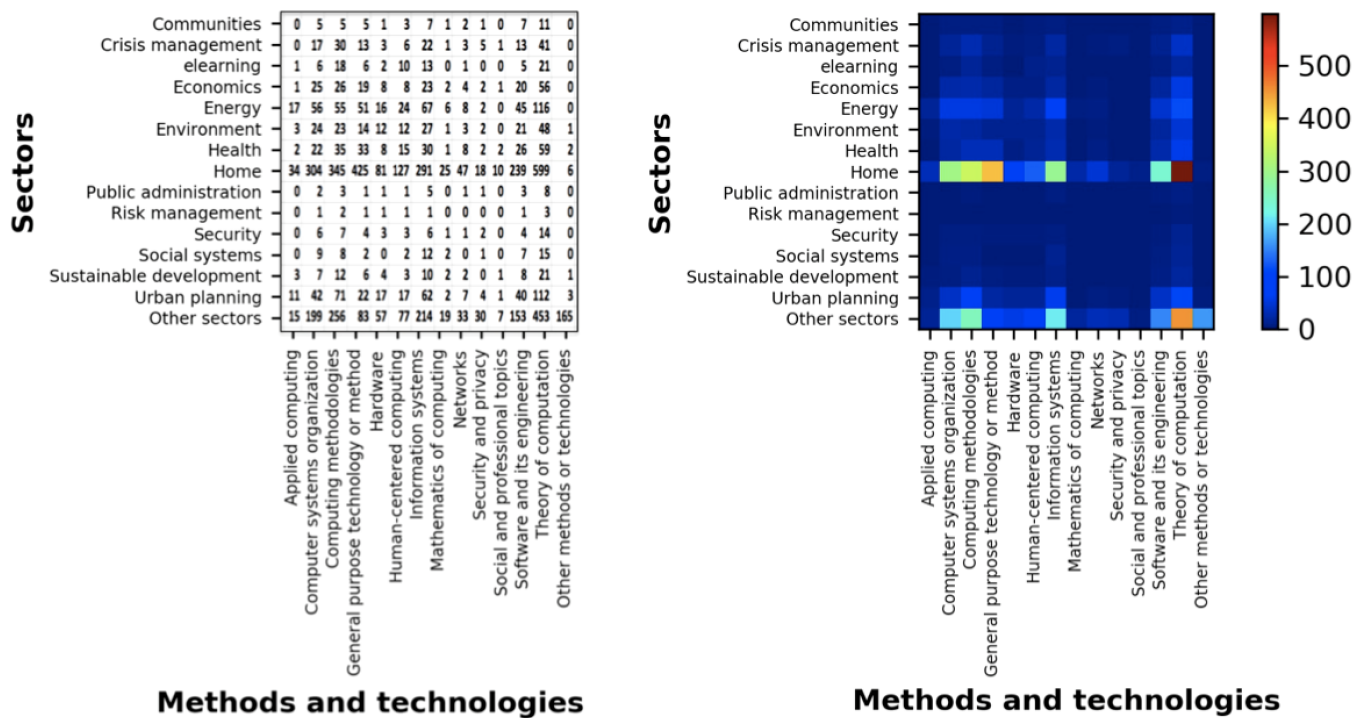 Sectors
Communities 0 5 5 5 1 3 7 1 2 1 0 7 11 0
Crisis management 0 17 30 13 3 6 22 1 3 5 1 13 41 0
elearning 1 6 18 6 2 10 13 0 1 0 0 5 21 0
Economics 1 25 26 19 8 8 23 2 4 2 1 20 56 0
Energy 17 56 55 51 16 24 67 6 8 2 0 45 116 0
Environment 3 24 23 14 12 12 27 1 3 2 0 21 48 1
Health 2 22 35 33 8 15 30 1 8 2 2 26 59 2
Home 34 304 345 425 81 127 291 25 47 18 10 239 599 6
Public administration 0 2 3 1 1 1 5 0 1 0 0 3 8 0
Risk management 0 1 2 1 1 1 1 0 0 0 0 1 3 0
Security 0 6 7 4 3 3 6 1 1 2 0 4 14 0
Social systems 0 9 8 2 0 2 12 2 0 1 0 7 15 0
Sustainable development 3 7 12 6 4 3 10 2 2 0 1 8 21 1
Urban planning 11 42 71 22 17 17 62 2 7 4 1 40 112 3
Other sectors 15 199 256 83 57 77 214 19 33 30 7 153 453 165
Applied computing
Computer systems organization
Computing methodologies
General purpose technology or method
Hardware
Human-centered computing
Information systems
Mathematics of computing
Networks
Security and privacy
Social and professional topics
Software and its engineering
Theory of computation
Other methods or technologies
Methods and technologies
Sectors
Communities
Crisis management
elearning
Economics
Energy
Environment
Health
Home
Public administration
Risk management
Security
Social systems
Sustainable development
Urban planning
Other sectors
Applied computing
Computer systems organization
Computing methodologies
General purpose technology or method
Hardware
Human-centered computing
Information systems
Mathematics of computing
Networks
Security and privacy
Social and professional topics
Software and its engineering
Theory of computation
Other methods or technologies
Methods and technologies
500
400
300
200
100
0